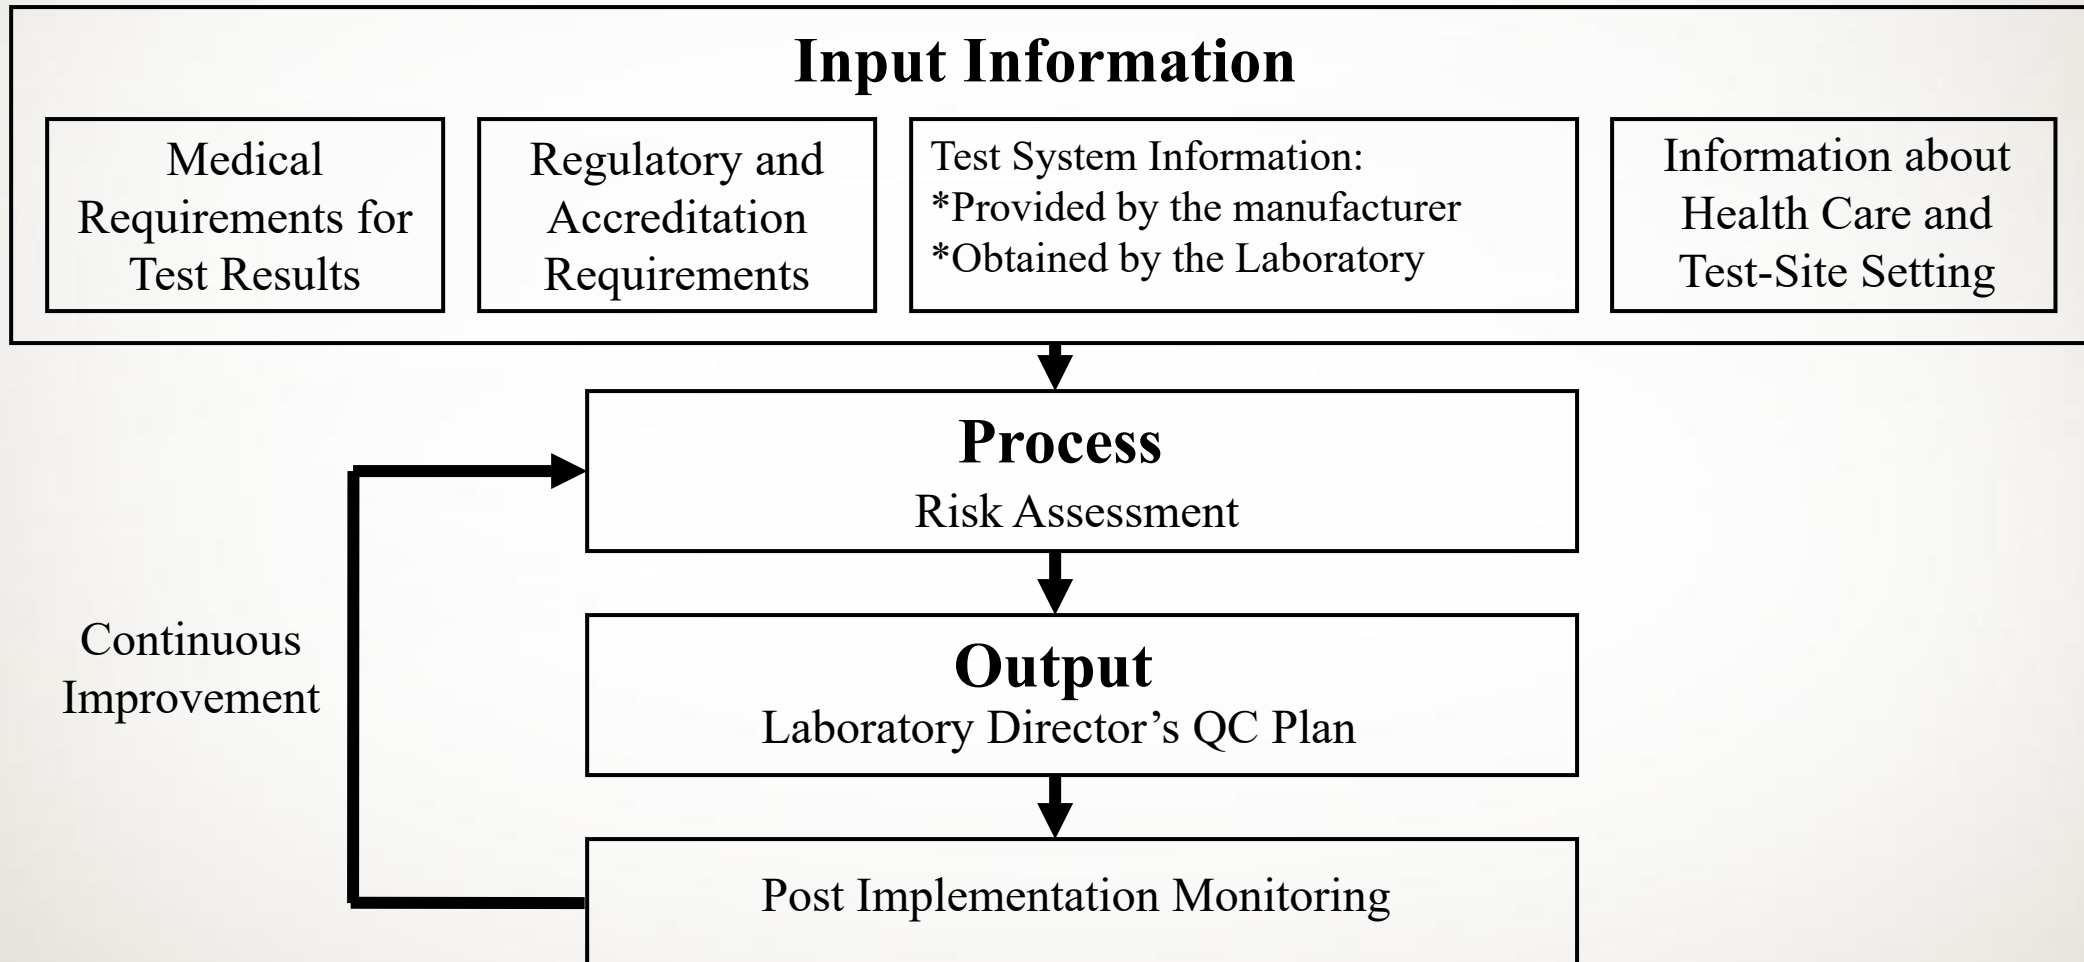 Input Information
Medical
Requirements for
Test Results
Regulatory and
Accreditation
Requirements
Test System Information:
*Provided by the manufacturer
*Obtained by the Laboratory
Information about
Health Care and
Test-Site Setting
Process
Risk Assessment
Continuous
Improvement
Output
Laboratory Director’s QC Plan
Post Implementation Monitoring